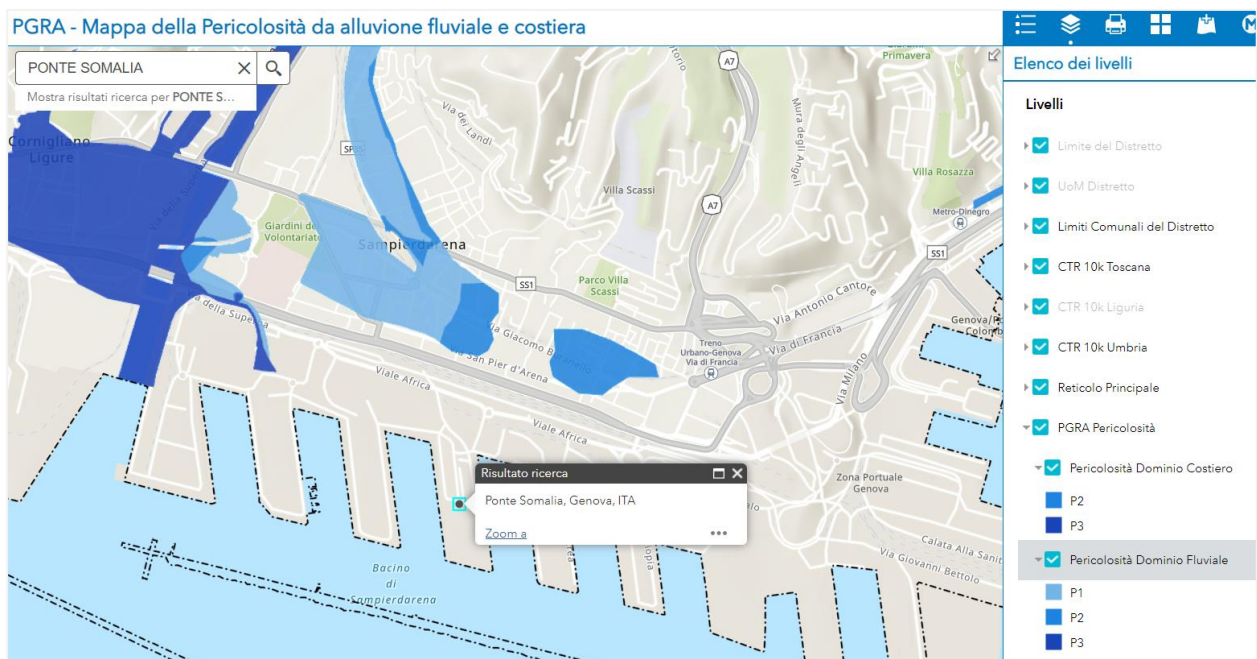 PGRA - Mappa della Pericolosità da alluvione fluviale e costiera
PONTE SOMALIA
Mostra risultati ricerca per PONTE S...
Elenco dei livelli
Livelli
Limite del Distretto
UoM Distretto
Limiti Comunali del Distretto
CTR 10k Toscana
CTR 10k Liguria
CTR 10k Umbria
Reticolo Principale
PGRA Pericolosità
Pericolosità Dominio Costiero
P2
P3
Pericolosità Dominio Fluviale
P1
P2
P3
Cornigliano
Ligure
Via dei Landi
A7
Mura degli Angeli
Primavera
Villa Rosazza
Villa Scassi
A7
Metro-Dinegro
SS1
Giardini del
Volontariato
Sampierdarena
SS1
Parco Villa
Scassi
Via Antonio Cantore
Via Giacomo
Via San Pier d'Arena
Treno
Urbano-Genova
Via di Francia
Via di Francia
Via Milano
Viale Africa
Viale Africa
Zona Portuale
Genova
Risultato ricerca
Ponte Somalia, Genova, ITA
Zoom a
Calata Alla
Via Giovanni Bettolo
Bacino
di
Sampierdarena